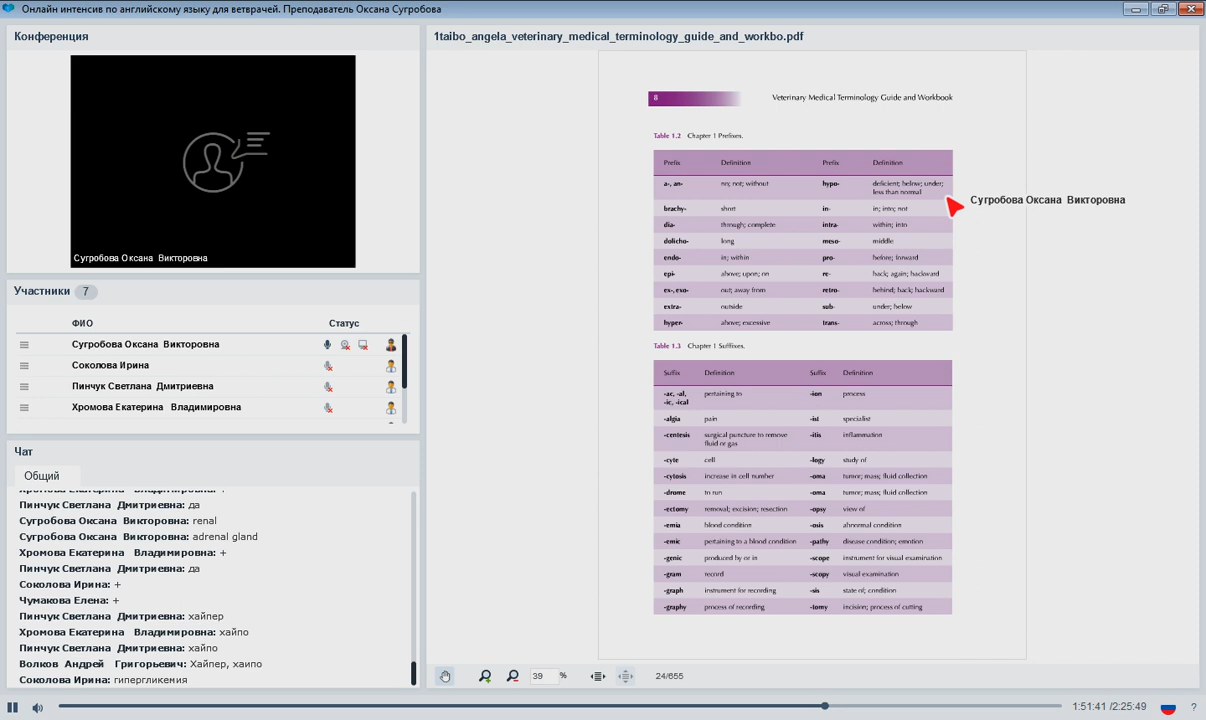 Онлайн интенсив по английскому языку для ветврачей. Преподаватель Оксана Сугробова
Конференция
Сугробова Оксана Викторовна
Участники 7
ФИО Статус
Сугробова Оксана Викторовна
Соколова Ирина
Пинчук Светлана Дмитриевна
Хромова Екатерина Владимировна
Чат
Общий
Хромова Екатерина Владимировна: +
Пинчук Светлана Дмитриевна: да
Сугробова Оксана Викторовна: renal
Сугробова Оксана Викторовна: adrenal gland
Хромова Екатерина Владимировна: +
Пинчук Светлана Дмитриевна: да
Соколова Ирина: +
Чумакова Елена: +
Пинчук Светлана Дмитриевна: хайпер
Хромова Екатерина Владимировна: хайпо
Пинчук Светлана Дмитриевна: хайпо
Волков Андрей Григорьевич: Хайпер, хаипо
Соколова Ирина: гипергликемия
1taibo_angela_veterinary_medical_terminology_guide_and_workbo.pdf
8 Veterinary Medical Terminology Guide and Workbook
Table 1.2 Chapter 1 Prefixes.
Prefix Definition Prefix Definition
a-, an- no; not; without hypo- deficient; below; under;
less than normal
brachy- short in- in; into; not
dia- through; complete intra- within; into
dolicho- long meso- middle
endo- in; within pro- before; forward
epi- above; upon; on re- back; again; backward
ex-, exo- out; away from retro- behind; back; backward
extra- outside sub- under; below
hyper- above; excessive trans- across; through
Сугробова Оксана Викторовна
Table 1.3 Chapter 1 Suffixes.
Suffix Definition Suffix Definition
-ac, -al, pertaining to -ion process
-ic, -ical
-algia pain -ist specialist
-centesis surgical puncture to remove -itis inflammation
fluid or gas
-cyte cell -logy study of
-cytosis increase in cell number -oma tumor; mass; fluid collection
-drome to run -oma tumor; mass; fluid collection
-ectomy removal; excision; resection -opsy view of
-emia blood condition -osis abnormal condition
-emic pertaining to a blood condition -pathy disease condition; emotion
-genic produced by or in -scope instrument for visual examination
-gram record -scopy visual examination
-graph instrument for recording -sis state of; condition
-graphy process of recording -tomy incision; process of cutting
39 % 24/655
1:51:41 /2:25:49 ?